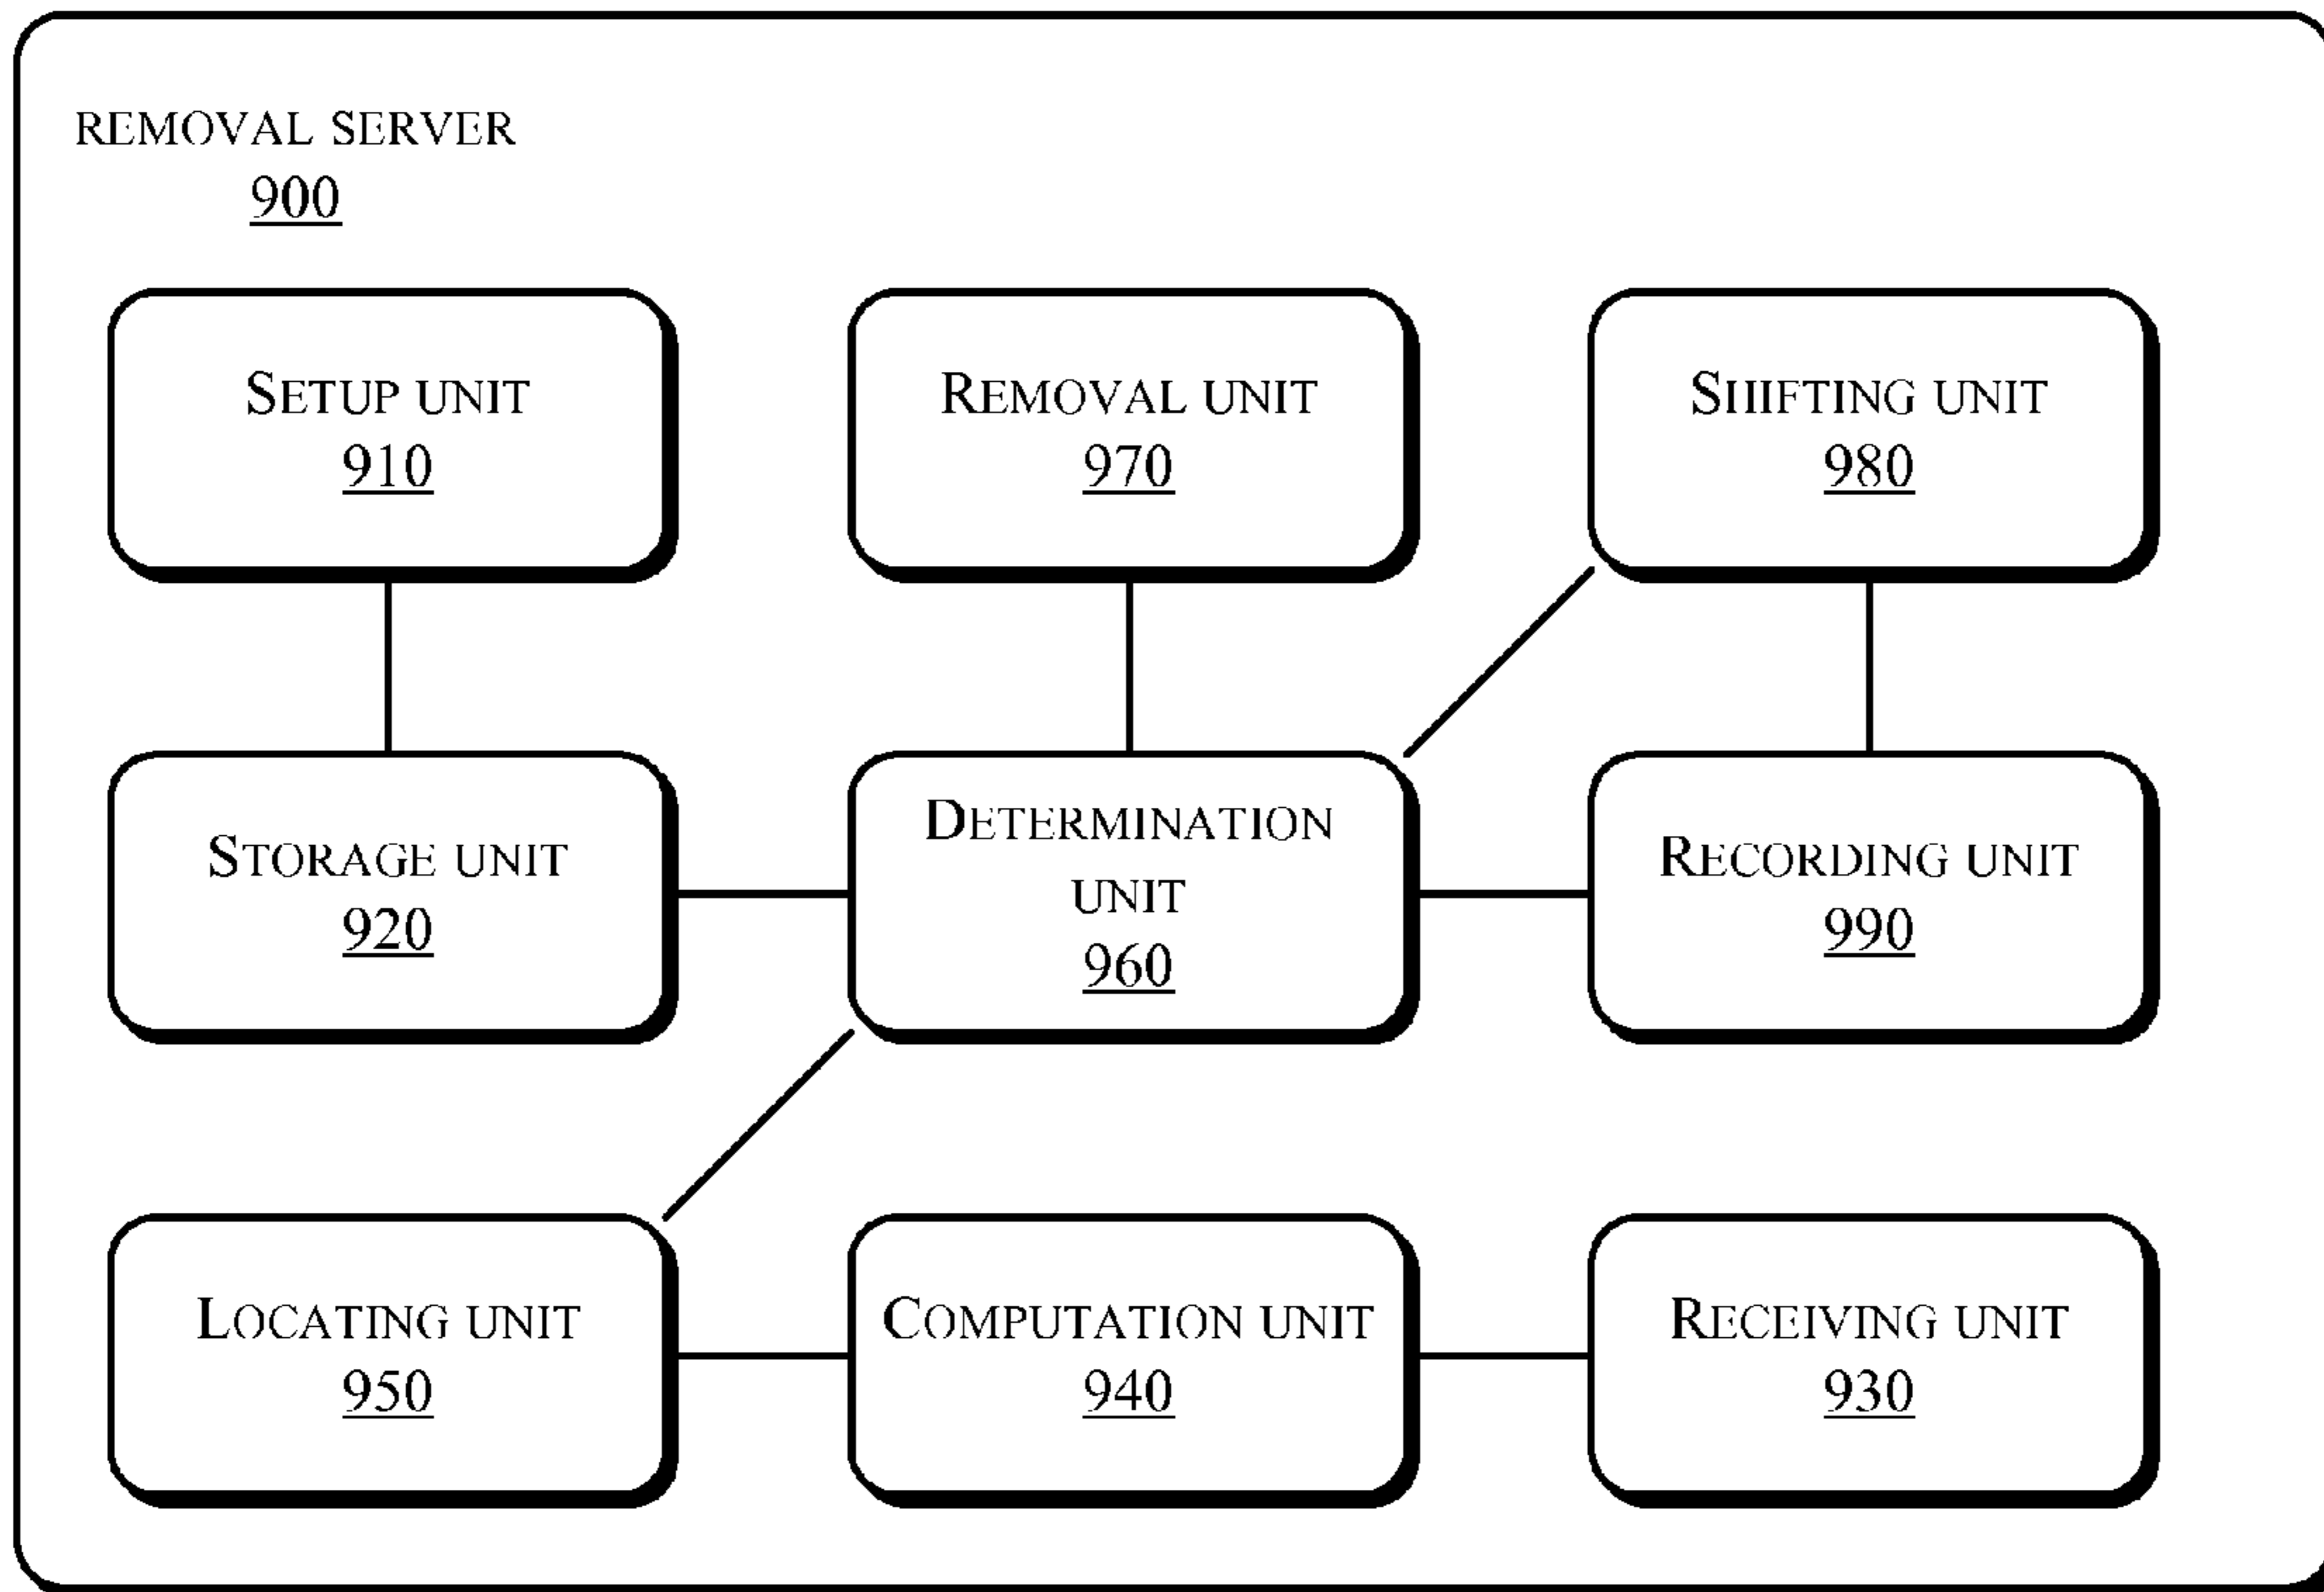 REMOVAL SERVER
900
SETUP UNIT
910
REMOVAL UNIT
970
SHIFTING UNIT
980
STORAGE UNIT
920
DETERMINATION
UNIT
960
RECORDING UNIT
990
LOCATING UNIT
950
COMPUTATION UNIT
940
RECEIVING UNIT
930